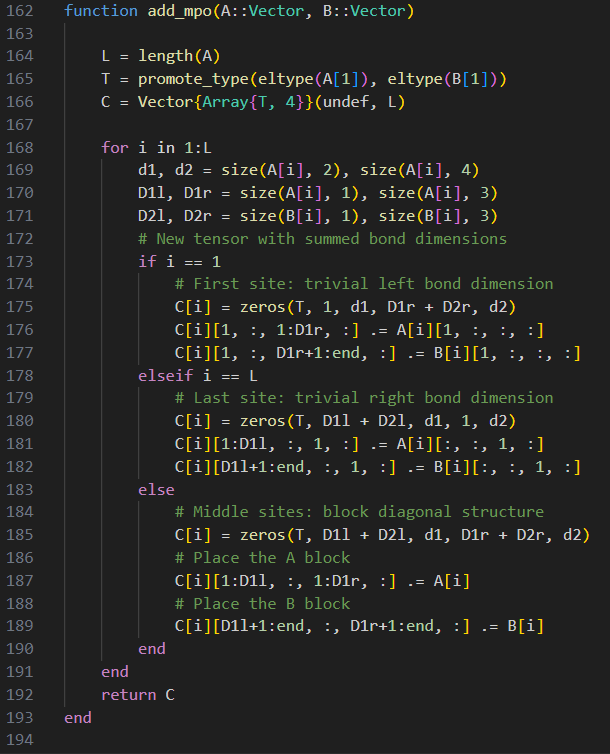 162 function add_mpo(A::Vector, B::Vector)
163
164     L = length(A)
165     T = promote_type(eltype(A[1]), eltype(B[1]))
166     C = Vector{Array{T, 4}}(undef, L)
167
168     for i in 1:L
169         d1, d2 = size(A[i], 2), size(A[i], 4)
170         D1l, D1r = size(A[i], 1), size(A[i], 3)
171         D2l, D2r = size(B[i], 1), size(B[i], 3)
172         # New tensor with summed bond dimensions
173         if i == 1
174             # First site: trivial left bond dimension
175             C[i] = zeros(T, 1, d1, D1r + D2r, d2)
176             C[i][1, :, 1:D1r, :] .= A[i][1, :, :, :]
177             C[i][1, :, D1r+1:end, :] .= B[i][1, :, :, :]
178         elseif i == L
179             # Last site: trivial right bond dimension
180             C[i] = zeros(T, D1l + D2l, d1, 1, d2)
181             C[i][1:D1l, :, 1, :] .= A[i][:, :, 1, :]
182             C[i][D1l+1:end, :, 1, :] .= B[i][:, :, 1, :]
183         else
184             # Middle sites: block diagonal structure
185             C[i] = zeros(T, D1l + D2l, d1, D1r + D2r, d2)
186             # Place the A block
187             C[i][1:D1l, :, 1:D1r, :] .= A[i]
188             # Place the B block
189             C[i][D1l+1:end, :, D1r+1:end, :] .= B[i]
190         end
191     end
192     return C
193 end
194